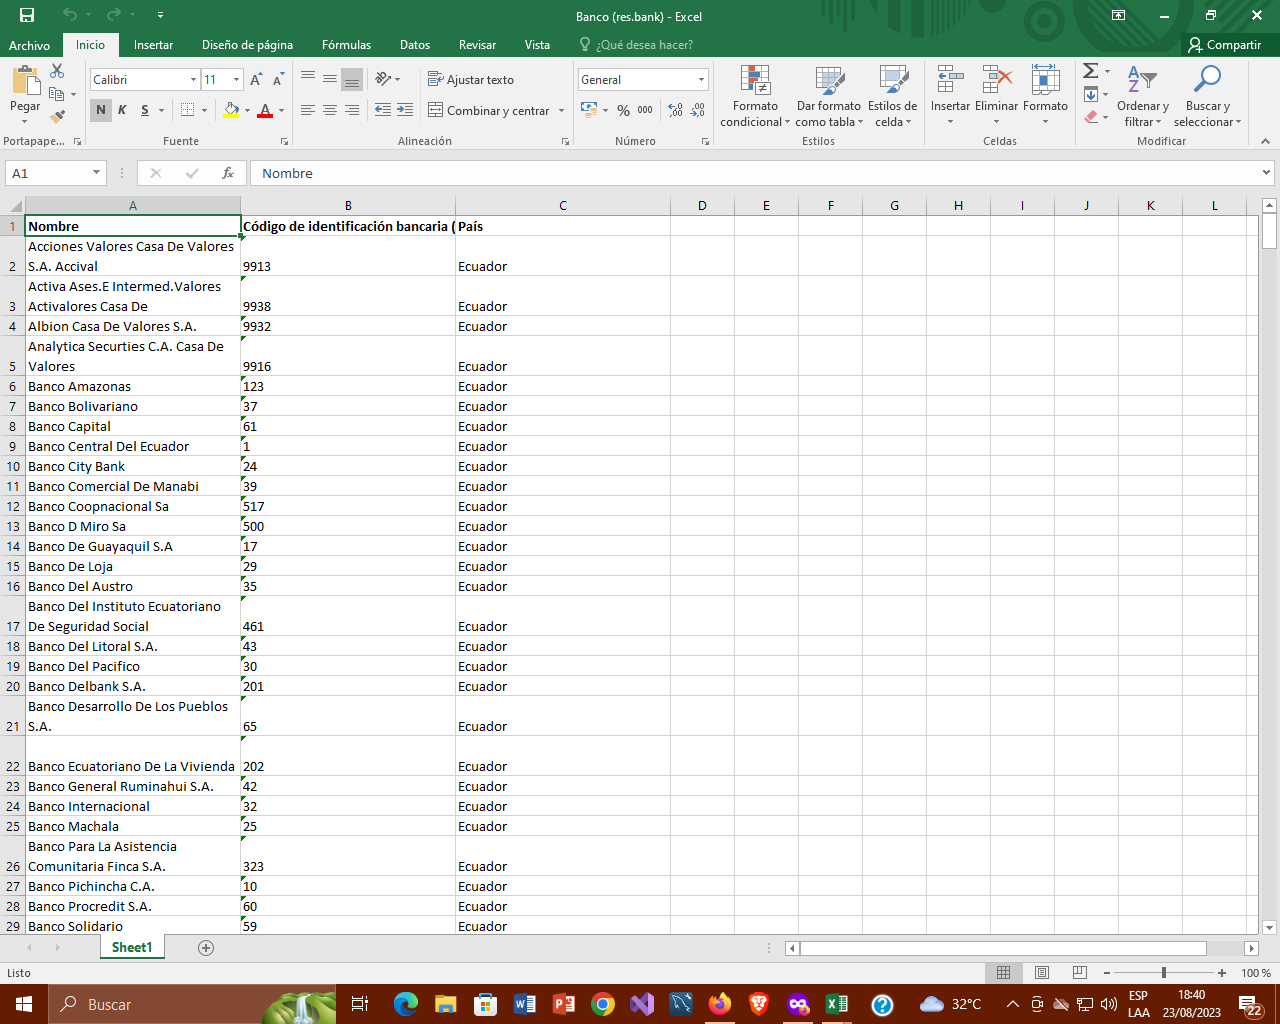 Banco (res.bank) - Excel
Archivo Inicio Insertar Diseño de página Fórmulas Datos Revisar Vista ¿Qué desea hacer? Compartir
Pegar
Calibri 11
N K S
Ajustar texto
Combinar y centrar
General
% 000
Formato condicional
Dar formato como tabla
Estilos de celda
Insertar Eliminar Formato
Ordenar y filtrar
Buscar y seleccionar
Portapape... Fuente Alineación Número Estilos Celdas Modificar
A1 fx Nombre
A B C D E F G H I J K L
1 Nombre Código de identificación bancaria ( País
2 Acciones Valores Casa De Valores
S.A. Accival 9913 Ecuador
3 Activa Ases.E Intermed.Valores
Activalores Casa De 9938 Ecuador
4 Albion Casa De Valores S.A. 9932 Ecuador
5 Analytica Securties C.A. Casa De
Valores 9916 Ecuador
6 Banco Amazonas 123 Ecuador
7 Banco Bolivariano 37 Ecuador
8 Banco Capital 61 Ecuador
9 Banco Central Del Ecuador 1 Ecuador
10 Banco City Bank 24 Ecuador
11 Banco Comercial De Manabi 39 Ecuador
12 Banco Coopnacional Sa 517 Ecuador
13 Banco D Miro Sa 500 Ecuador
14 Banco De Guayaquil S.A 17 Ecuador
15 Banco De Loja 29 Ecuador
16 Banco Del Austro 35 Ecuador
17 Banco Del Instituto Ecuatoriano
De Seguridad Social 461 Ecuador
18 Banco Del Litoral S.A. 43 Ecuador
19 Banco Del Pacifico 30 Ecuador
20 Banco Delbank S.A. 201 Ecuador
21 Banco Desarrollo De Los Pueblos
S.A. 65 Ecuador
22 Banco Ecuatoriano De La Vivienda 202 Ecuador
23 Banco General Ruminahui S.A. 42 Ecuador
24 Banco Internacional 32 Ecuador
25 Banco Machala 25 Ecuador
26 Banco Para La Asistencia
Comunitaria Finca S.A. 323 Ecuador
27 Banco Pichincha C.A. 10 Ecuador
28 Banco Procredit S.A. 60 Ecuador
29 Banco Solidario 59 Ecuador
Sheet1
Listo 100 %
Buscar 32°C ESP 18:40
LAA 23/08/2023 22